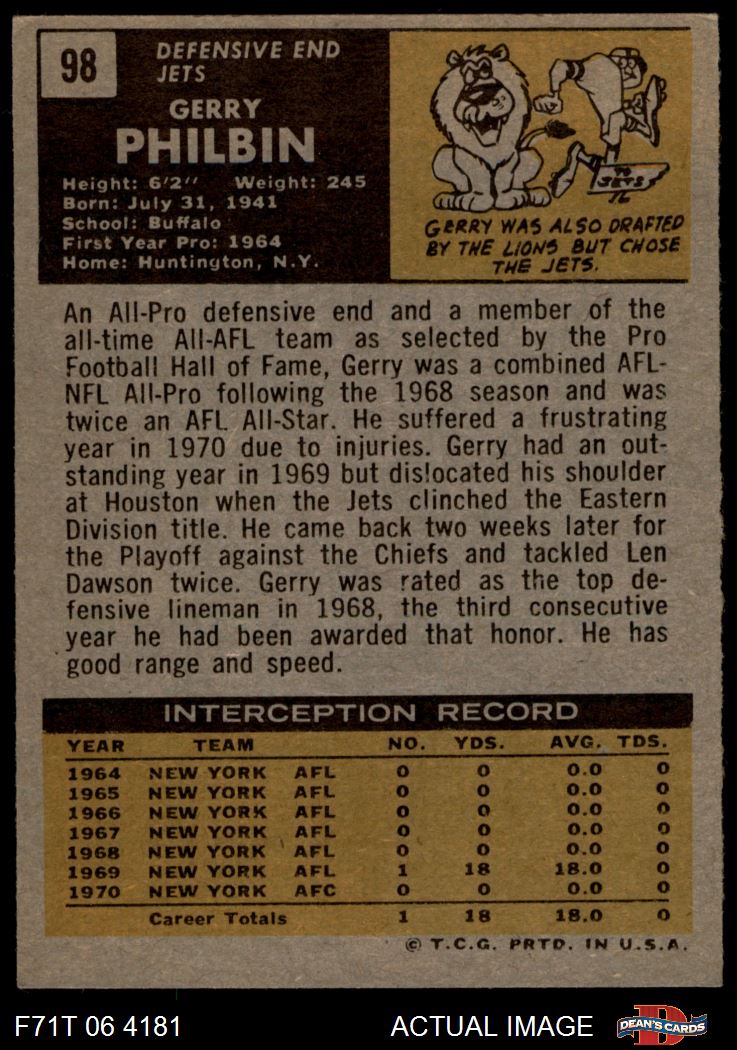 98
DEFENSIVE END
JETS
GERRY
PHILBIN
Height: 6'2" Weight: 245
Born: July 31, 1941
School: Buffalo
First Year Pro: 1964
Home: Huntington, N.Y.
TO
JETS
GERRY WAS ALSO DRAFTED
BY THE LIONS BUT CHOSE
THE JETS.
An All-Pro defensive end and a member of the
all-time All-AFL team as selected by the Pro
Football Hall of Fame, Gerry was a combined AFL-
NFL All-Pro following the 1968 season and was
twice an AFL All-Star. He suffered a frustrating
year in 1970 due to injuries. Gerry had an out-
standing year in 1969 but dislocated his shoulder
at Houston when the Jets clinched the Eastern
Division title. He came back two weeks later for
the Playoff against the Chiefs and tackled Len
Dawson twice. Gerry was rated as the top de-
fensive lineman in 1968, the third consecutive
year he had been awarded that honor. He has
good range and speed.
INTERCEPTION RECORD
YEAR TEAM NO. YDS. AVG. TDS.
1964 NEW YORK AFL 0 0 0.0 0
1965 NEW YORK AFL 0 0 0.0 0
1966 NEW YORK AFL 0 0 0.0 0
1967 NEW YORK AFL 0 0 0.0 0
1968 NEW YORK AFL 0 0 0.0 0
1969 NEW YORK AFL 1 18 18.0 0
1970 NEW YORK AFC 0 0 0.0 0
Career Totals 1 18 18.0 0
© T.C.G. PRTD. IN U.S.A.
F71T 06 4181 ACTUAL IMAGE D DEAN'S CARDS